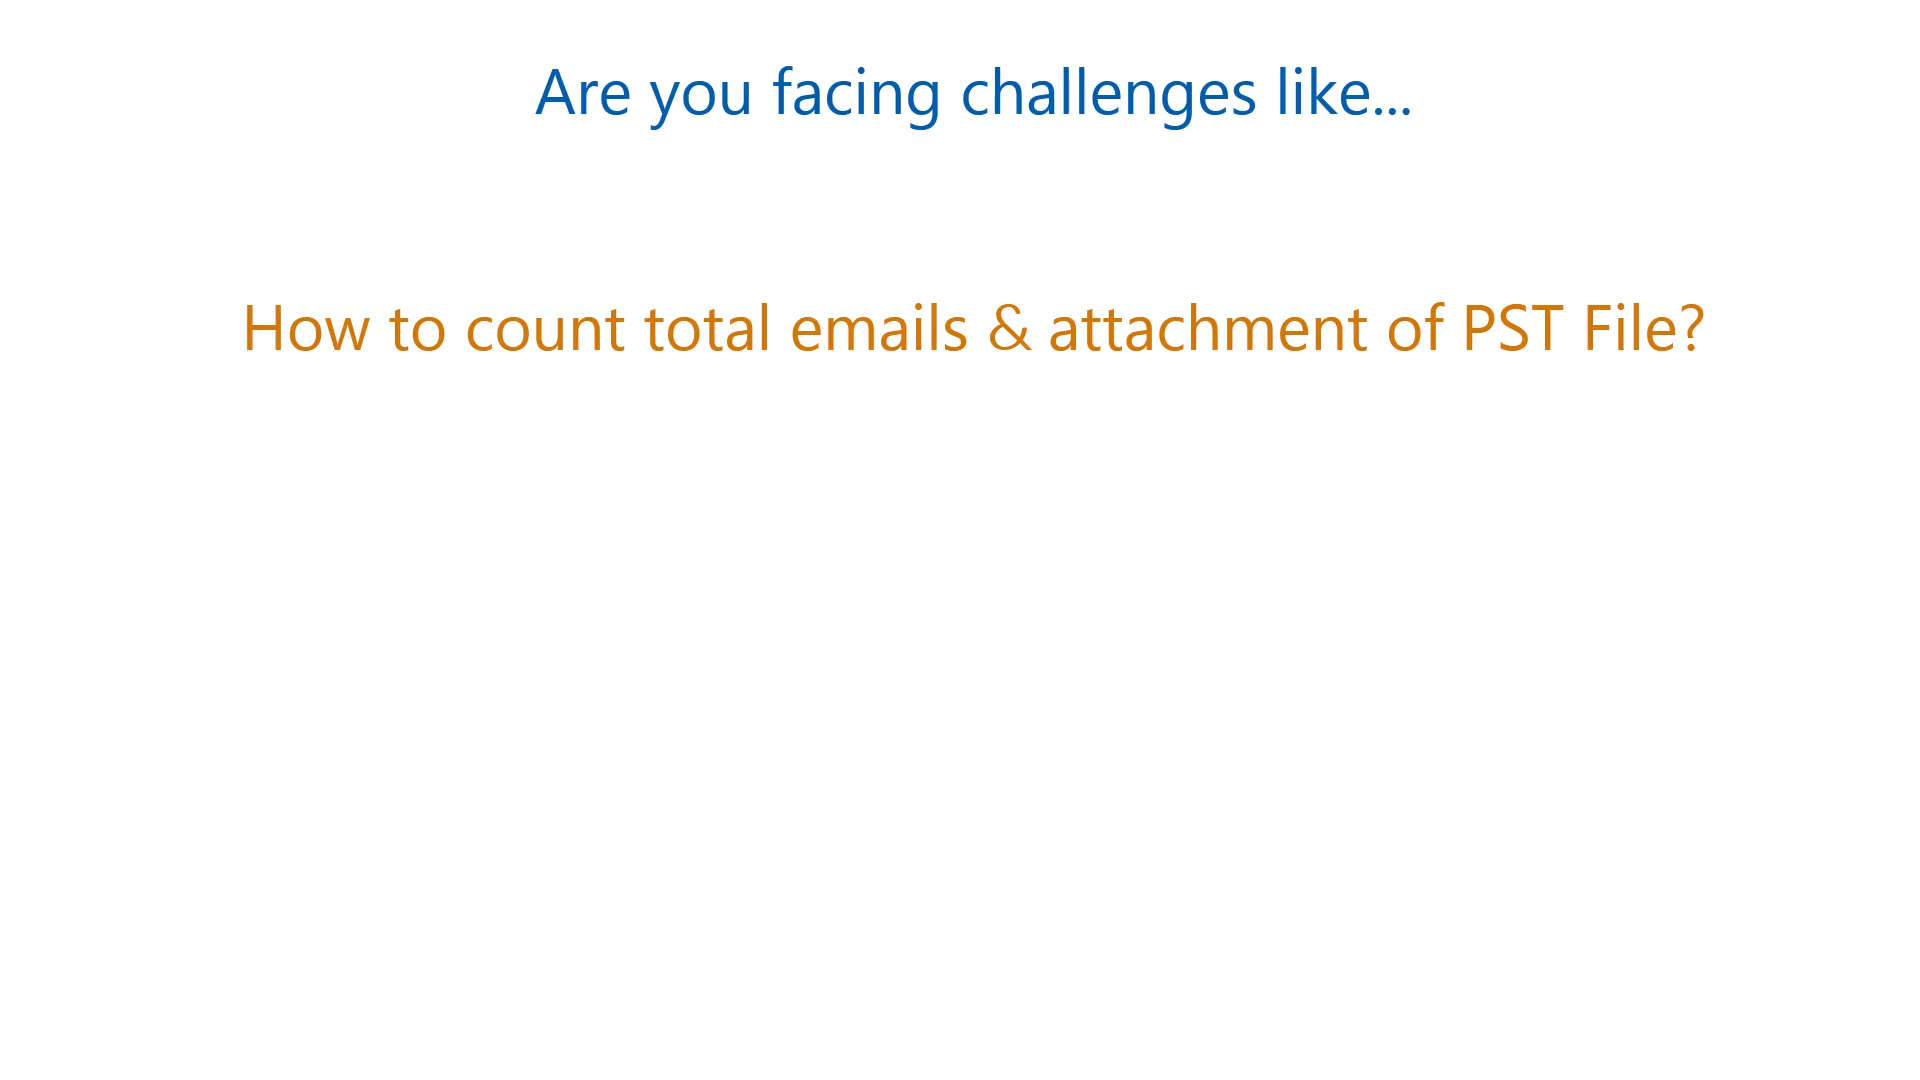 Are you facing challenges like...
How to count total emails & attachment of PST File?